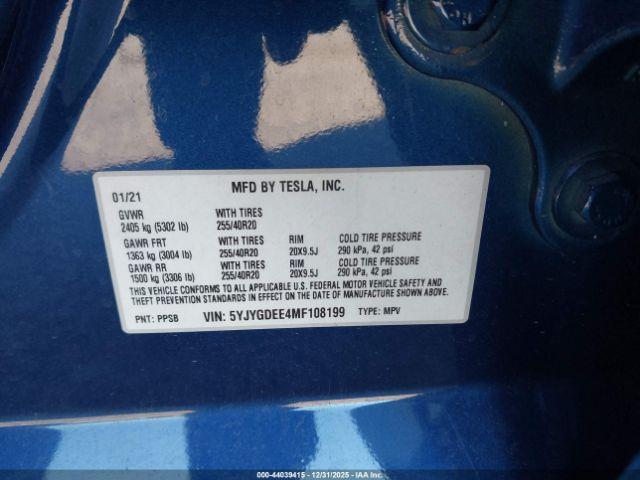 MFD BY TESLA, INC.
01/21
GVWR WITH TIRES
2405 kg (5302 lb) 255/40R20
GAWR FRT WITH TIRES RIM COLD TIRE PRESSURE
1363 kg (3004 lb) 255/40R20 20X9.5J 290 kPa, 42 psi
GAWR RR WITH TIRES RIM COLD TIRE PRESSURE
1500 kg (3306 lb) 255/40R20 20X9.5J 290 kPa, 42 psi
THIS VEHICLE CONFORMS TO ALL APPLICABLE U.S. FEDERAL MOTOR VEHICLE SAFETY AND
THEFT PREVENTION STANDARDS IN EFFECT ON THE DATE OF MANUFACTURE SHOWN ABOVE.
PNT: PPSB VIN: 5YJYGDEE4MF108199 TYPE: MPV
000-44039415 - 12/31/2025 - IAA Inc.